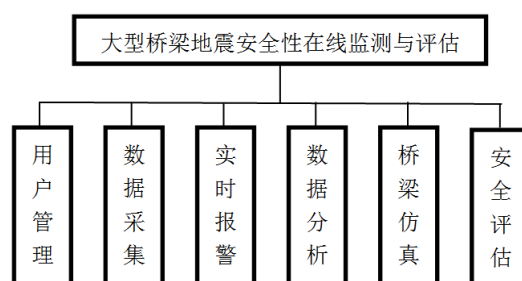 大型桥梁地震安全性在线监测与评估
用户管理
数据采集
实时报警
数据分析
桥梁仿真
安全评估